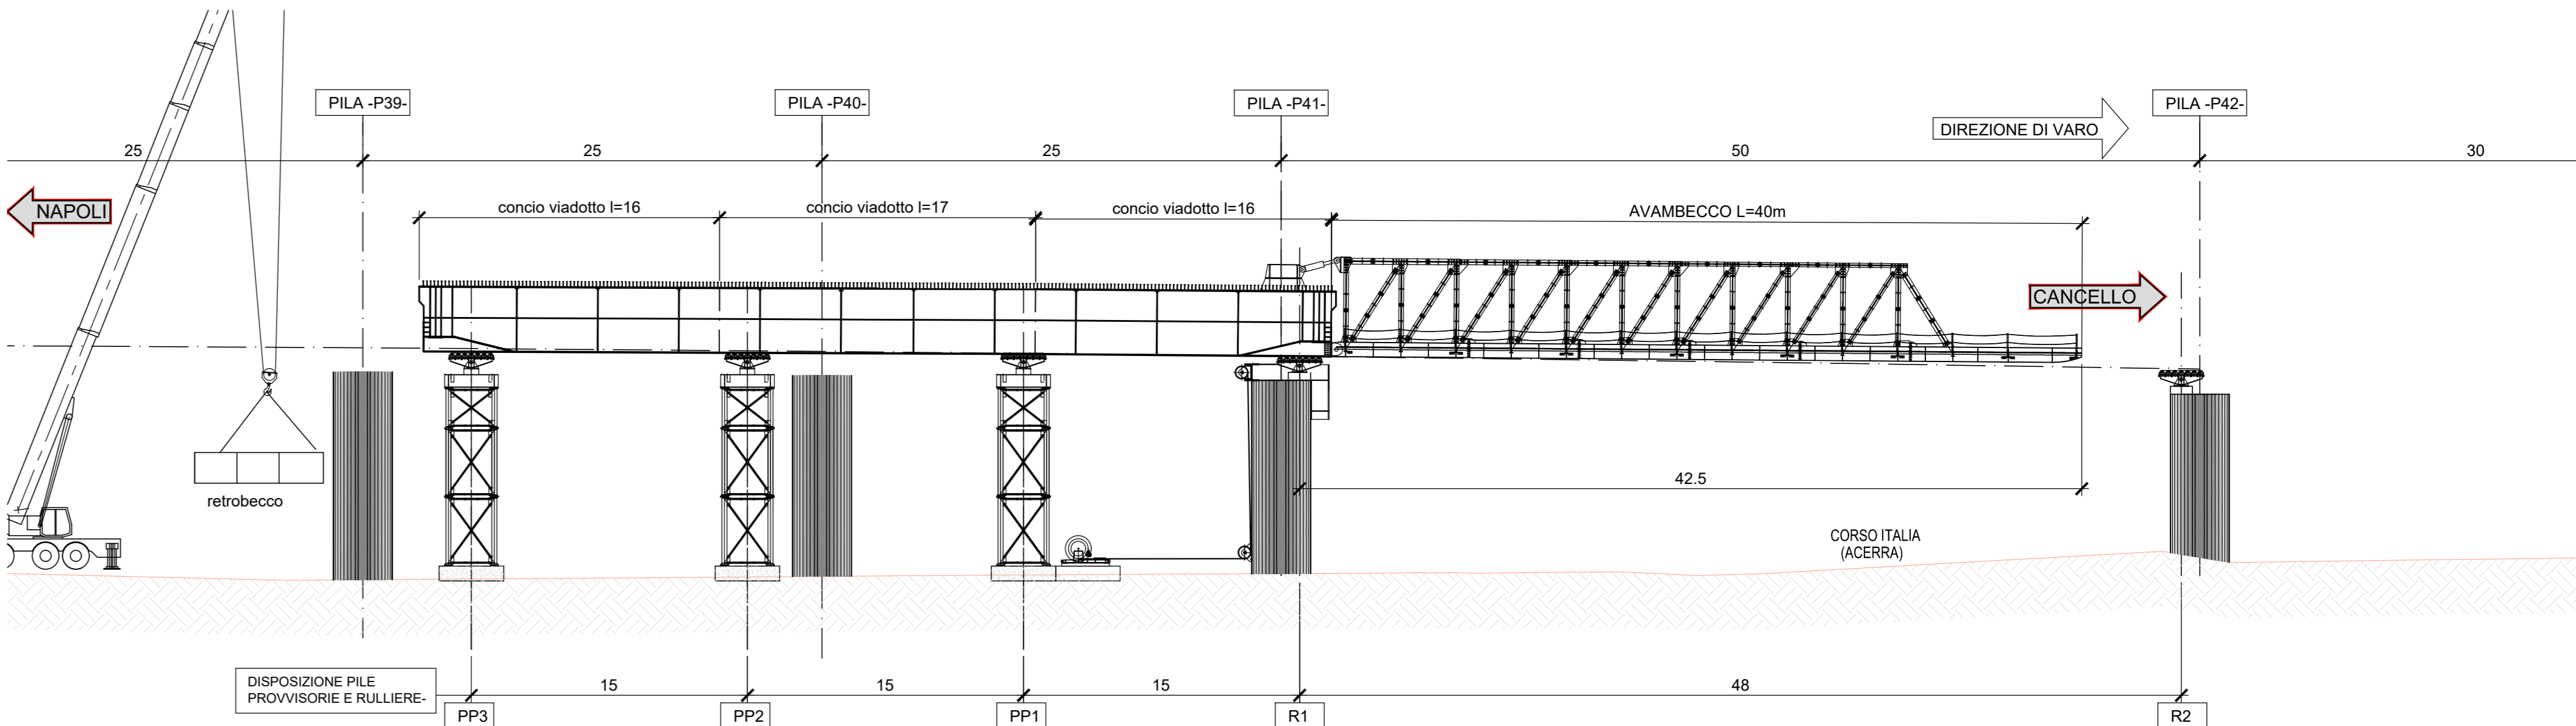 PILA -P39-
PILA -P40-
PILA -P41-
PILA -P42-
DIREZIONE DI VARO
25
25
25
50
30
NAPOLI
concio viadotto l=16
concio viadotto l=17
concio viadotto l=16
AVAMBECCO L=40m
CANCELLO
retrobecco
42.5
CORSO ITALIA
(ACERRA)
DISPOSIZIONE PILE
PROVVISORIE E RULLIERE-
15
15
15
48
PP3
PP2
PP1
R1
R2